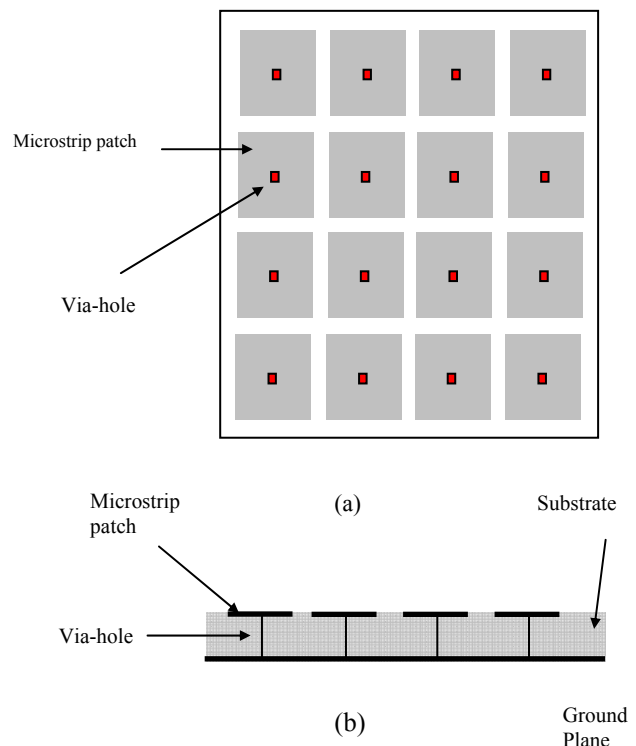 Microstrip patch
Via-hole
(a)
Microstrip
patch
Substrate
Via-hole
(b)
Ground
Plane